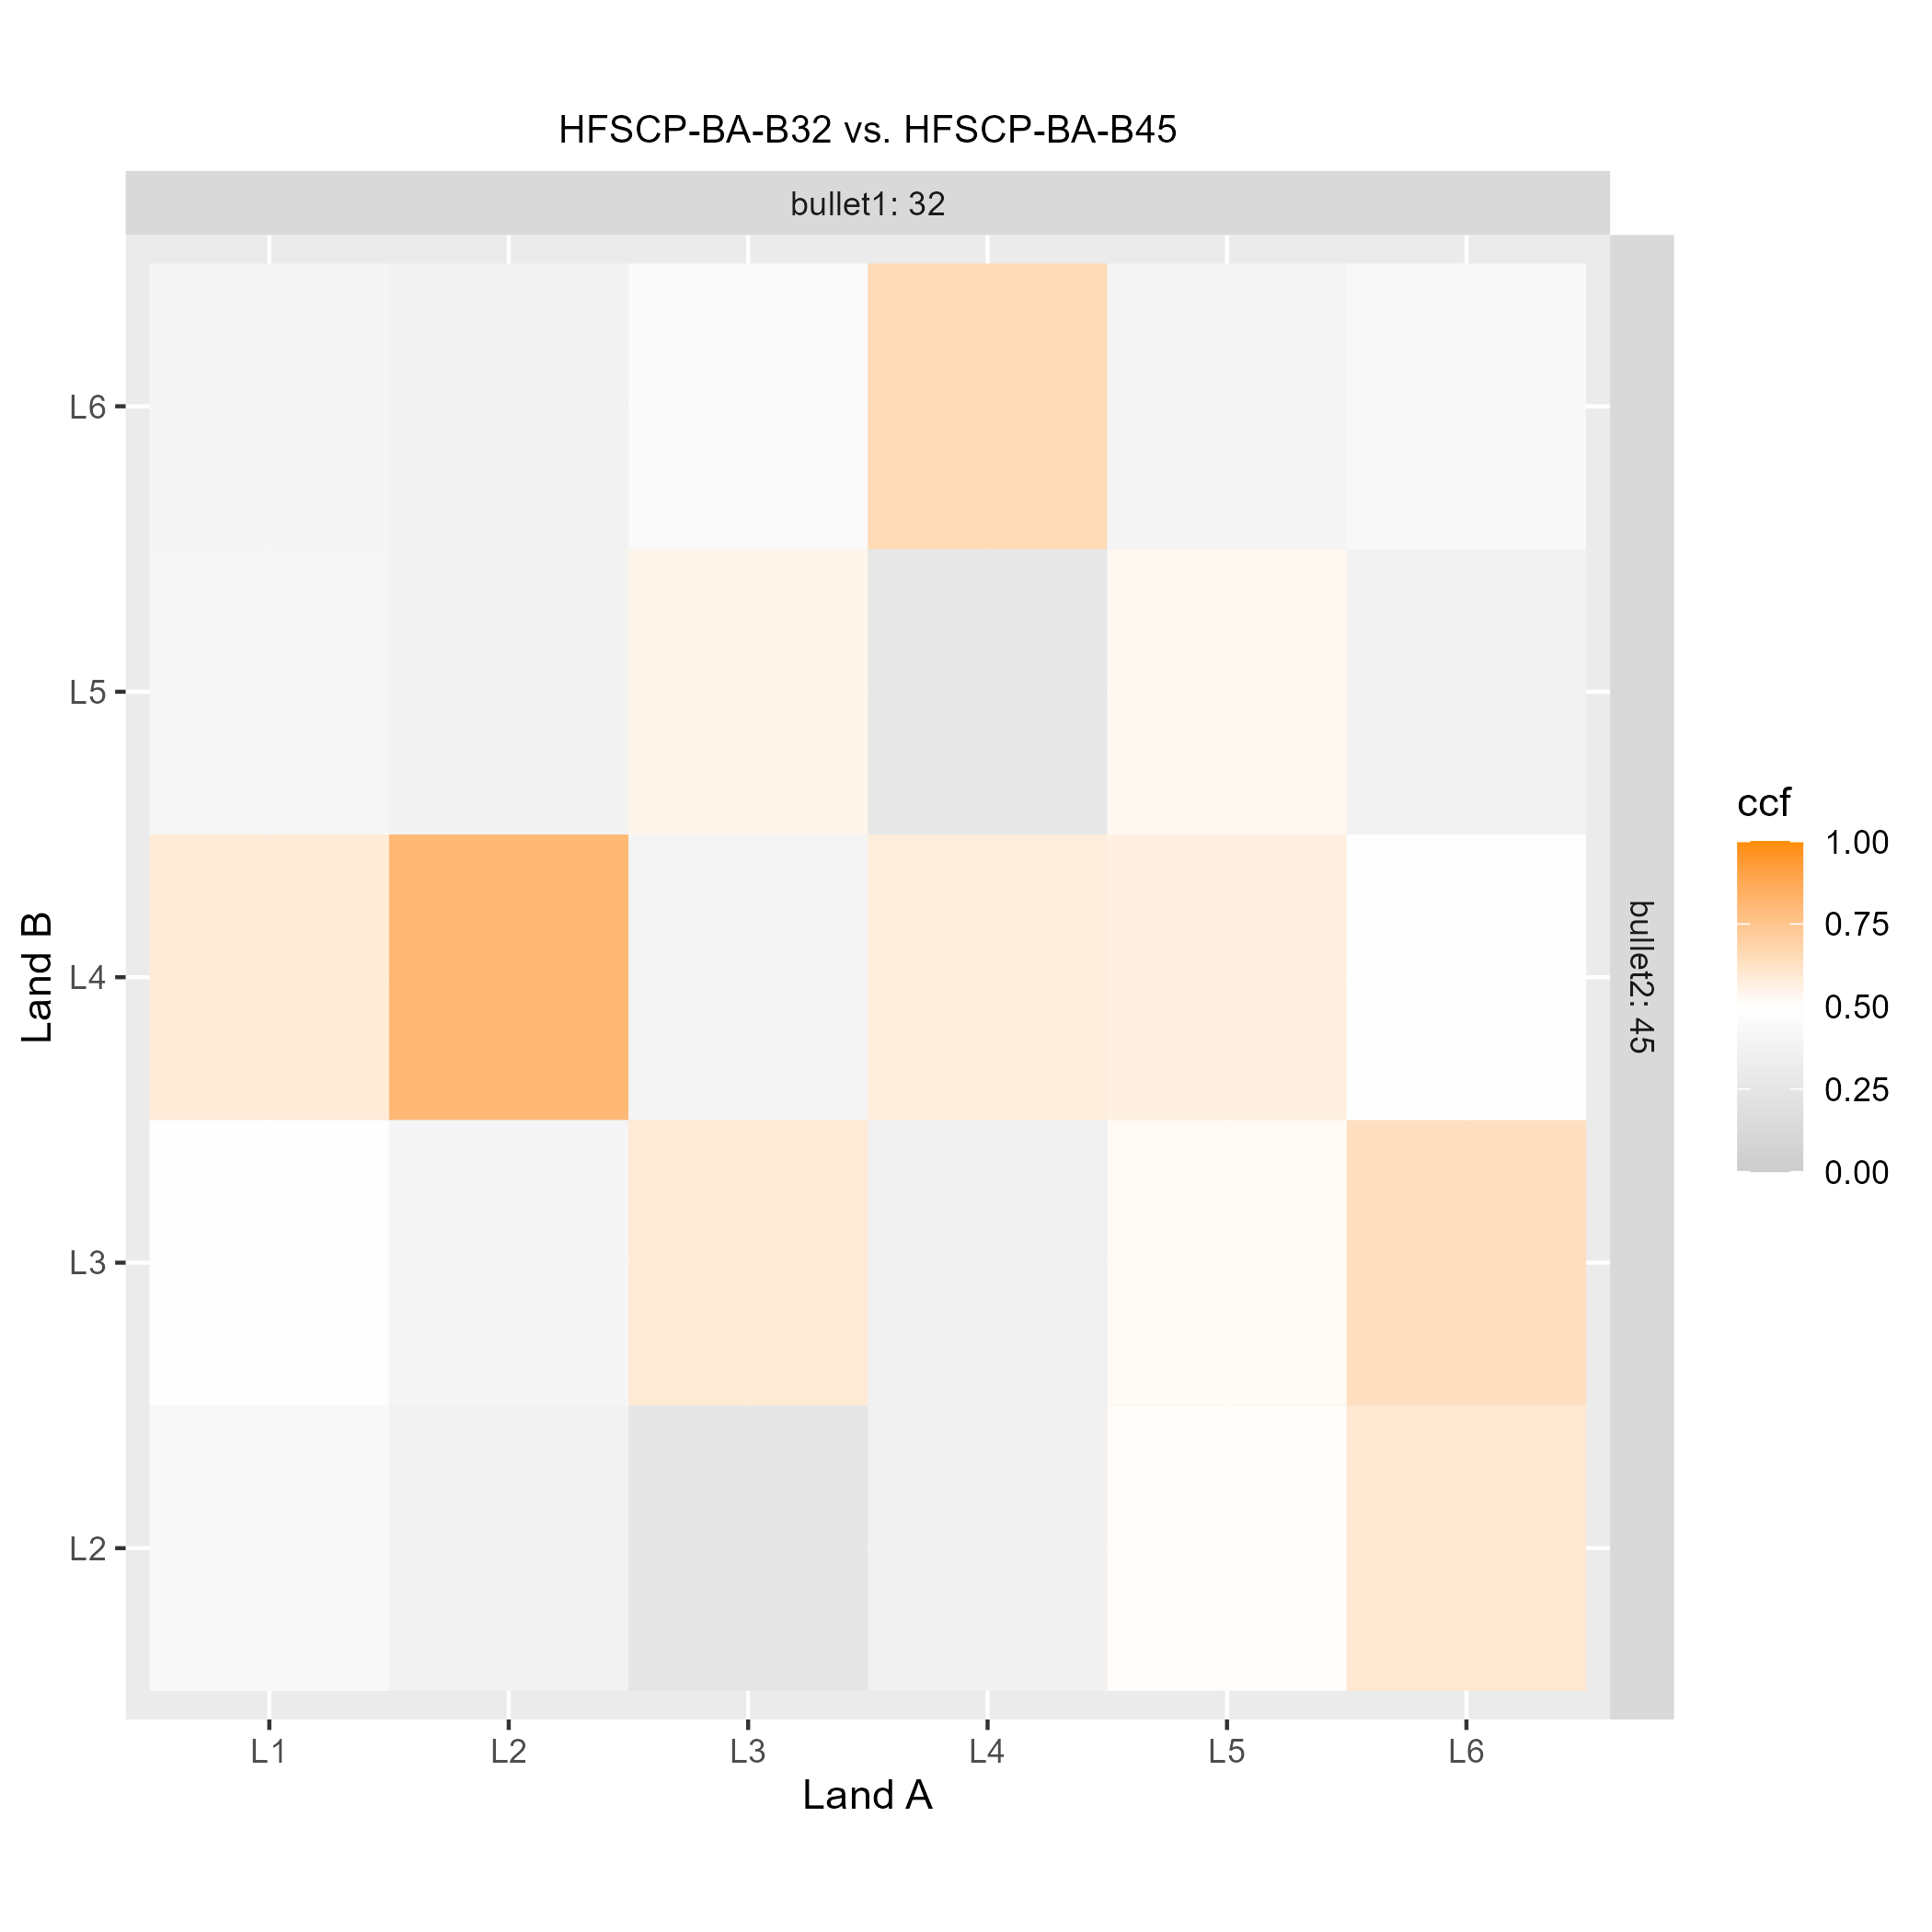 HFSCP-BA-B32 vs. HFSCP-BA-B45
bullet1: 32
L6
L5
L4
L3
L2
Land B
bullet2: 45
L1
L2
L3
L4
L5
L6
Land A
ccf
1.00
0.75
0.50
0.25
0.00